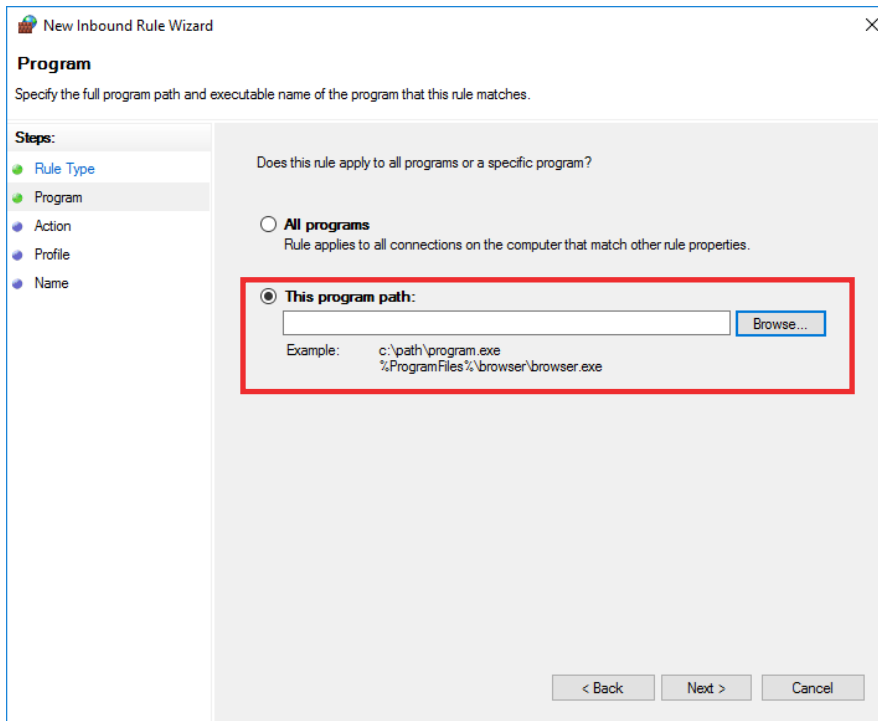 New Inbound Rule Wizard
Program
Specify the full program path and executable name of the program that this rule matches.
Steps:
Rule Type
Program
Action
Profile
Name
Does this rule apply to all programs or a specific program?
All programs
Rule applies to all connections on the computer that match other rule properties.
This program path:
Browse...
Example: c:\path\program.exe
%ProgramFiles%\browser\browser.exe
< Back Next > Cancel